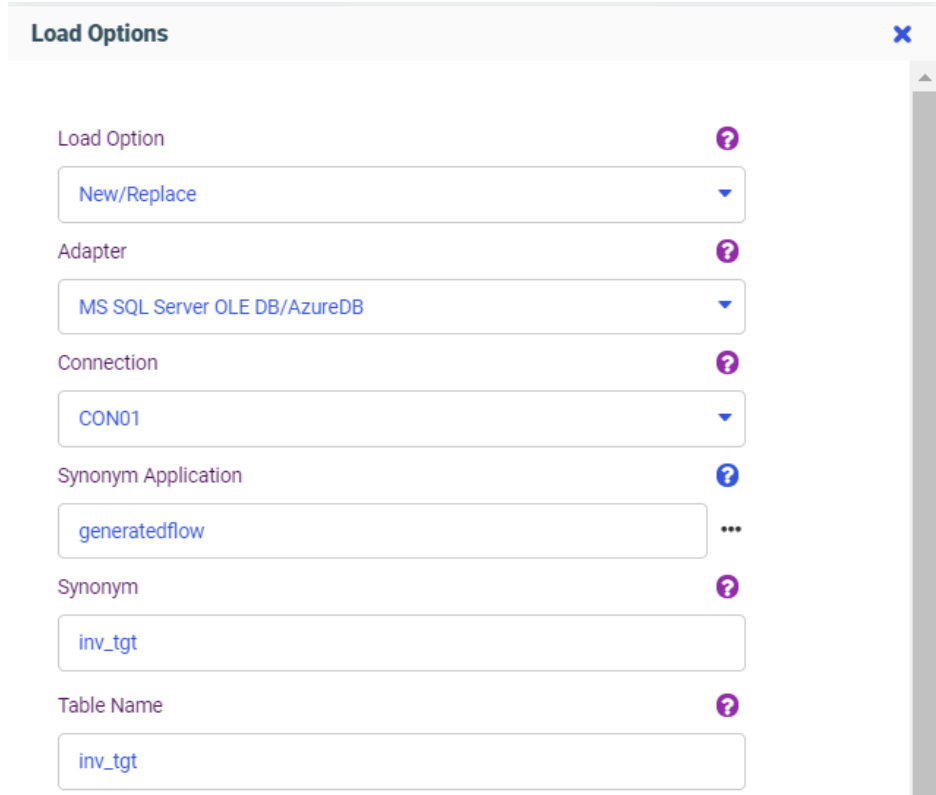 Load Options
Load Option
New/Replace
Adapter
MS SQL Server OLE DB/AzureDB
Connection
CON01
Synonym Application
generatedflow
Synonym
inv_tgt
Table Name
inv_tgt